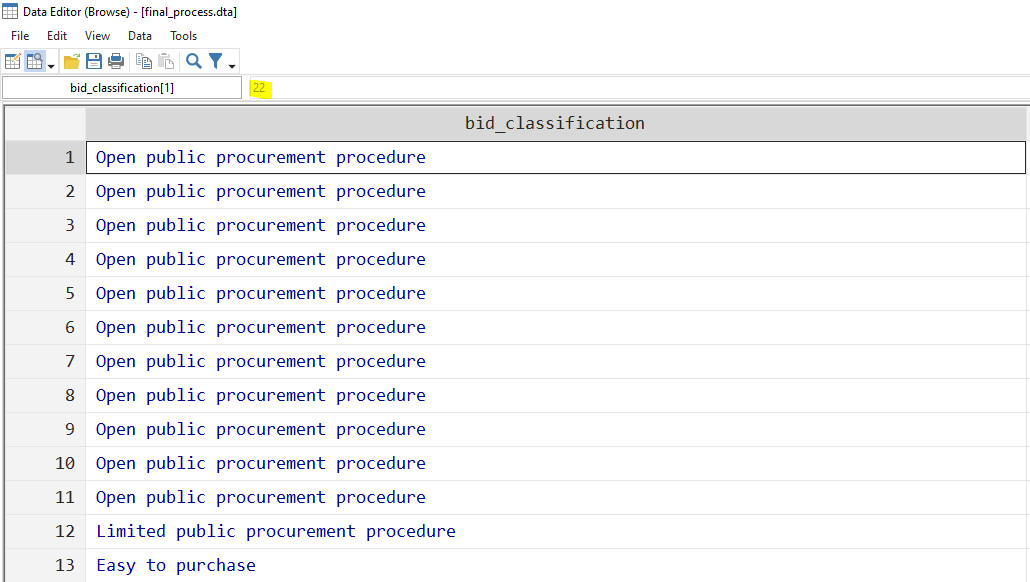 Data Editor (Browse) - [final_process.dta]
File Edit View Data Tools
bid_classification[1] 22
bid_classification
1 Open public procurement procedure
2 Open public procurement procedure
3 Open public procurement procedure
4 Open public procurement procedure
5 Open public procurement procedure
6 Open public procurement procedure
7 Open public procurement procedure
8 Open public procurement procedure
9 Open public procurement procedure
10 Open public procurement procedure
11 Open public procurement procedure
12 Limited public procurement procedure
13 Easy to purchase